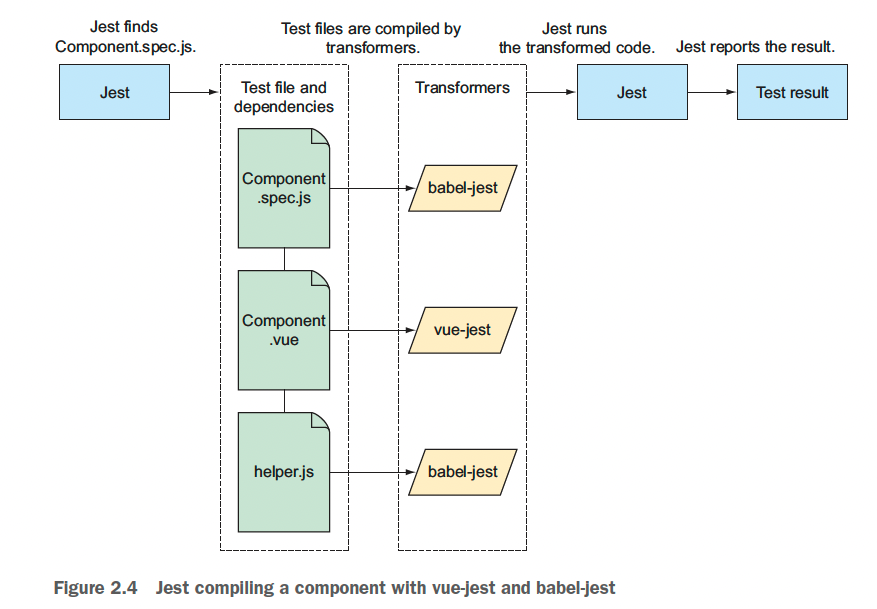 Jest finds
Component.spec.js.
Test files are compiled by
transformers.
Jest runs
the transformed code.
Jest reports the result.
Jest
Test file and
dependencies
Transformers
Jest
Test result
Component
.spec.js
babel-jest
Component
.vue
vue-jest
helper.js
babel-jest
Figure 2.4 Jest compiling a component with vue-jest and babel-jest